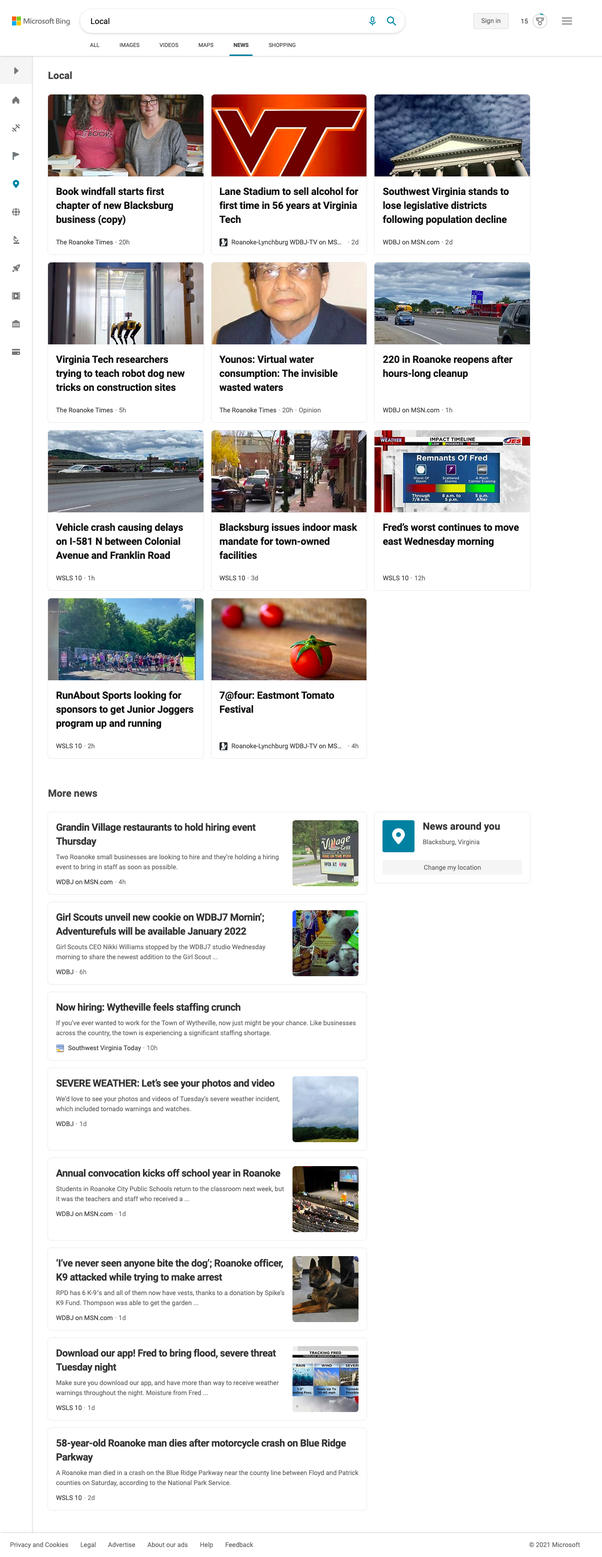 Microsoft Bing
Local
Sign in
15
ALL
IMAGES
VIDEOS
MAPS
NEWS
SHOPPING
Local
Book windfall starts first
chapter of new Blacksburg
business (copy)
The Roanoke Times · 20h
Lane Stadium to sell alcohol for
first time in 56 years at Virginia
Tech
Roanoke-Lynchburg WDBJ-TV on MS... · 2d
Southwest Virginia stands to
lose legislative districts
following population decline
WDBJ on MSN.com · 2d
Virginia Tech researchers
trying to teach robot dog new
tricks on construction sites
The Roanoke Times · 5h
Younos: Virtual water
consumption: The invisible
wasted waters
The Roanoke Times · 20h · Opinion
220 in Roanoke reopens after
hours-long cleanup
WDBJ on MSN.com · 1h
Vehicle crash causing delays
on I-581 N between Colonial
Avenue and Franklin Road
WSLS 10 · 1h
Blacksburg issues indoor mask
mandate for town-owned
facilities
WSLS 10 · 3d
WEATHER
IMPACT TIMELINE
Remnants Of Fred
Through
7/8 a.m.
8 a.m. to
5 p.m.
5 p.m.
After
Fred's worst continues to move
east Wednesday morning
WSLS 10 · 12h
RunAbout Sports looking for
sponsors to get Junior Joggers
program up and running
WSLS 10 · 2h
7@four: Eastmont Tomato
Festival
Roanoke-Lynchburg WDBJ-TV on MS... · 4h
More news
Grandin Village restaurants to hold hiring event
Thursday
Two Roanoke small businesses are looking to hire and they're holding a hiring
event to bring in staff as soon as possible.
WDBJ on MSN.com · 4h
Village
Grill
News around you
Blacksburg, Virginia
Change my location
Girl Scouts unveil new cookie on WDBJ7 Mornin';
Adventurefuls will be available January 2022
Girl Scouts CEO Nikki Williams stopped by the WDBJ7 studio Wednesday
morning to share the newest addition to the Girl Scout ...
WDBJ · 6h
Now hiring: Wytheville feels staffing crunch
If you've ever wanted to work for the Town of Wytheville, now just might be your chance. Like businesses
across the country, the town is experiencing a significant staffing shortage.
Southwest Virginia Today · 10h
SEVERE WEATHER: Let's see your photos and video
We'd love to see your photos and videos of Tuesday's severe weather incident,
which included tornado warnings and watches.
WDBJ · 1d
Annual convocation kicks off school year in Roanoke
Students in Roanoke City Public Schools return to the classroom next week, but
it was the teachers and staff who received a ...
WDBJ on MSN.com · 1d
'I've never seen anyone bite the dog'; Roanoke officer,
K9 attacked while trying to make arrest
RPD has 6 K-9's and all of them now have vests, thanks to a donation by Spike's
K9 Fund. Thompson was able to get the garden ...
WDBJ on MSN.com · 1d
Download our app! Fred to bring flood, severe threat
Tuesday night
Make sure you download our app, and have more than way to receive weather
warnings throughout the night. Moisture from Fred ...
WSLS 10 · 1d
TRACKING FRED
RAIN
WIND
58-year-old Roanoke man dies after motorcycle crash on Blue Ridge
Parkway
A Roanoke man died in a crash on the Blue Ridge Parkway near the county line between Floyd and Patrick
counties on Saturday, according to the National Park Service.
WSLS 10 · 2d
Privacy and Cookies
Legal
Advertise
About our ads
Help
Feedback
© 2021 Microsoft